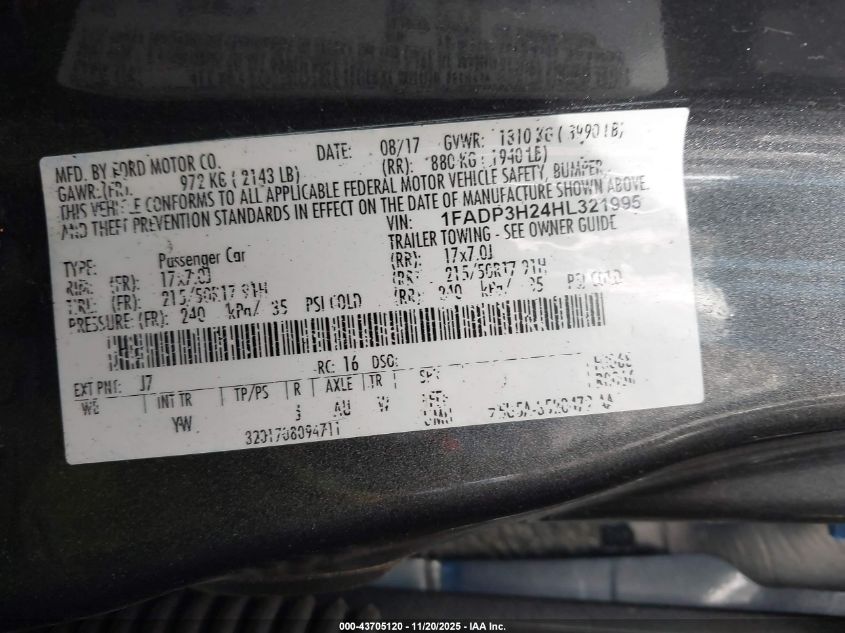 MFD. BY FORD MOTOR CO. DATE: 08/17 GVWR: 1310 KG ( 3490 LB)
GAWR: (FR): 972 KG ( 2143 LB) (RR): 880 KG ( 1940 LB)
THIS VEHICLE CONFORMS TO ALL APPLICABLE FEDERAL MOTOR VEHICLE SAFETY, BUMPER,
AND THEFT PREVENTION STANDARDS IN EFFECT ON THE DATE OF MANUFACTURE SHOWN ABOVE.
VIN: 1FADP3H24HL321995
TYPE: Passenger Car TRAILER TOWING - SEE OWNER GUIDE
RIM: (FR): 17x7.0J (RR): 17x7.0J
TIRE: (FR): 215/50R17 91H (RR): 215/50R17 91H
PRESSURE: (FR): 240 kPa/ 35 PSI COLD (RR): 240 kPa/ 35 PSI COLD
EXT PNT: J7 RC: 16 DSO:
WB INT TR TP/PS R AXLE TR SPR
YW AU W